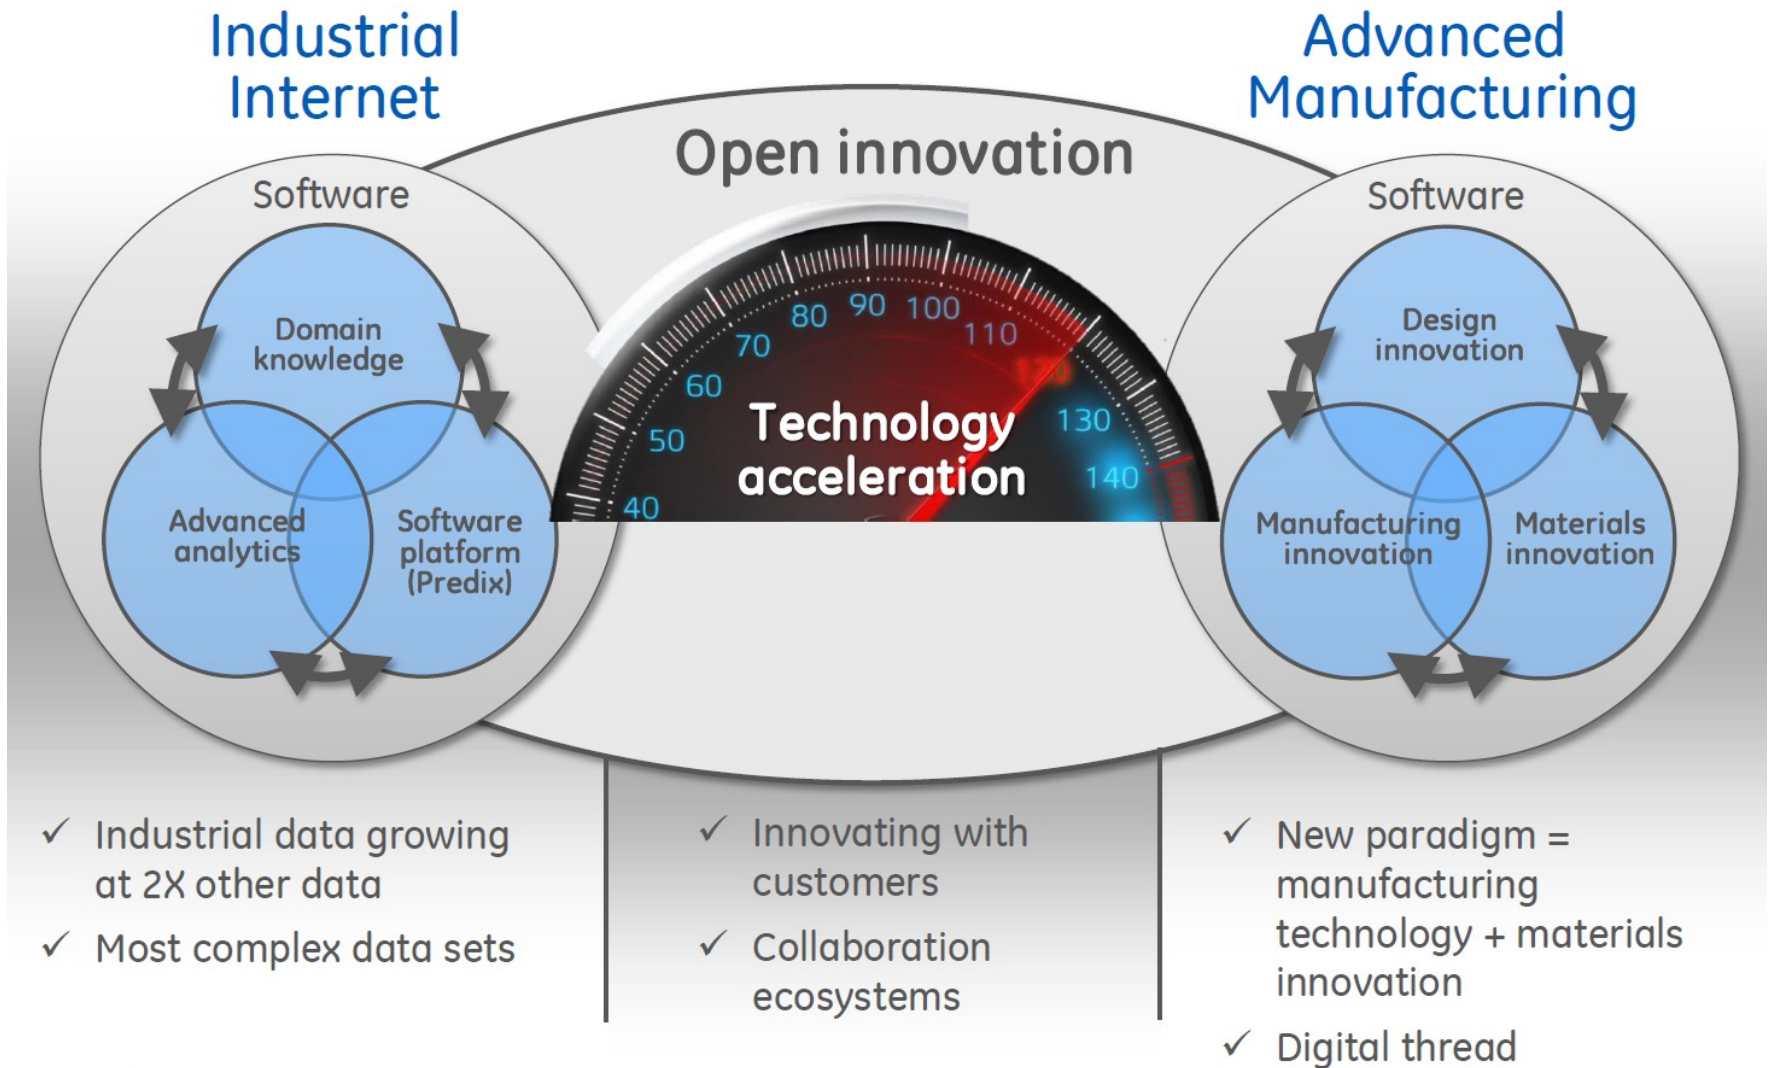 Industrial
Internet
Software
Domain
knowledge
Advanced
analytics
Software
platform
(Predix)
Open innovation
40
50
60
70
80
90
100
110
120
130
140
Technology
acceleration
Advanced
Manufacturing
Software
Design
innovation
Manufacturing
innovation
Materials
innovation
✓ Industrial data growing
at 2X other data
✓ Most complex data sets
✓ Innovating with
customers
✓ Collaboration
ecosystems
✓ New paradigm =
manufacturing
technology + materials
innovation
✓ Digital thread